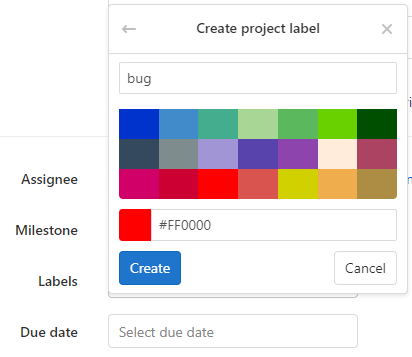 ← Create project label ×
bug
#FF0000
Create Cancel
Assignee
Milestone
Labels
Due date Select due date